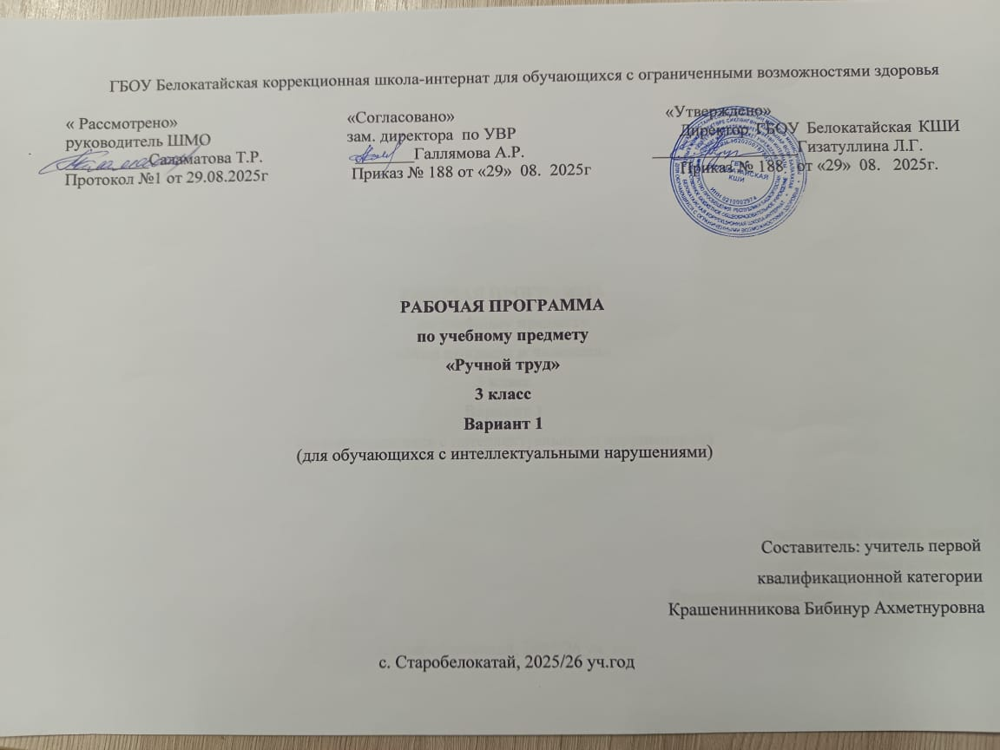 ГБОУ Белокатайская коррекционная школа-интернат для обучающихся с ограниченными возможностями здоровья
« Рассмотрено»
руководитель ШМО
Саламатова Т.Р.
Протокол №1 от 29.08.2025г
«Согласовано»
зам. директора по УВР
Галлямова А.Р.
Приказ № 188 от «29» 08. 2025г
«Утверждено»
Директор ГБОУ Белокатайская КШИ
Гизатуллина Л.Г.
Приказ № 188. от «29» 08. 2025г.
КШИ
ИНН 0210002974
РАБОЧАЯ ПРОГРАММА
по учебному предмету
«Ручной труд»
3 класс
Вариант 1
(для обучающихся с интеллектуальными нарушениями)
Составитель: учитель первой
квалификационной категории
Крашенинникова Бибинур Ахметнуровна
с. Старобелокатай, 2025/26 уч.год